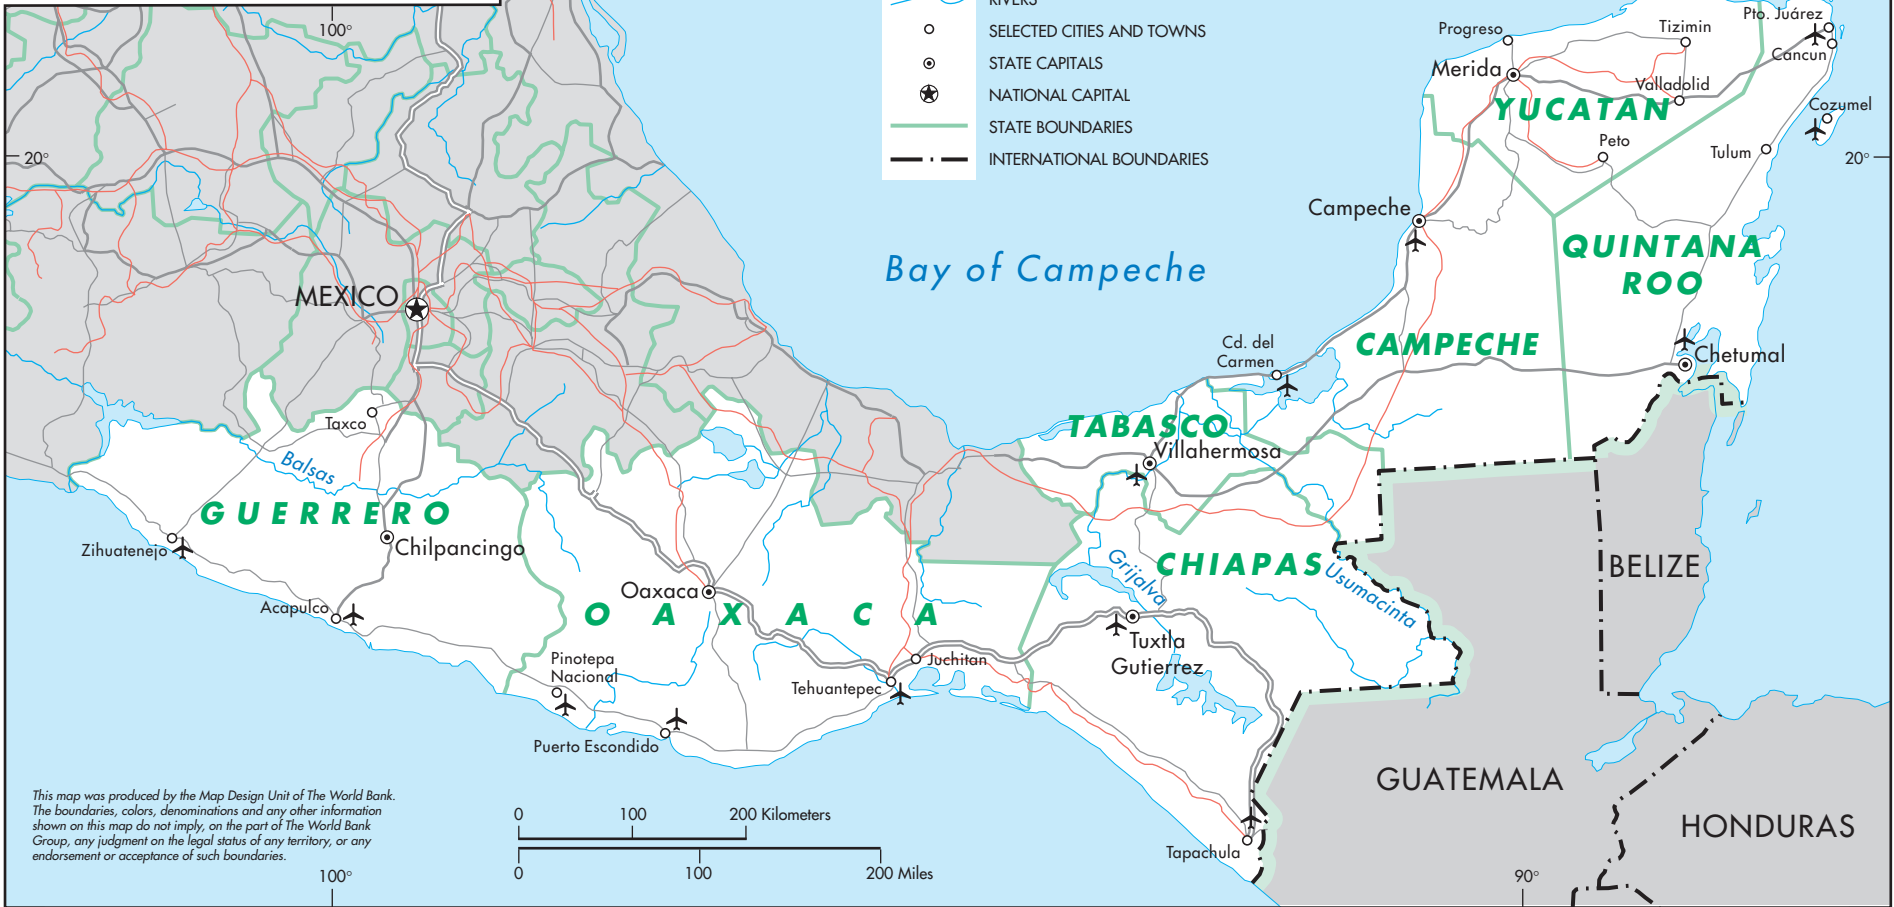 RIVERS
SELECTED CITIES AND TOWNS
STATE CAPITALS
NATIONAL CAPITAL
STATE BOUNDARIES
INTERNATIONAL BOUNDARIES
100°
20°
20°
Progreso
Tizimin
Pto. Juárez
Cancun
Merida
Valladolid
YUCATAN
Cozumel
Peto
Tulum
Campeche
QUINTANA
ROO
Bay of Campeche
MEXICO
Cd. del
Carmen
CAMPECHE
Chetumal
Taxco
TABASCO
Villahermosa
Balsas
GUERRERO
Chilpancingo
Zihuatenejo
Grijalva
CHIAPAS
Usumacinta
BELIZE
Oaxaca
OAXACA
Acapulco
Tuxtla
Gutierrez
Pinotepa
Nacional
Juchitan
Tehuantepec
Puerto Escondido
GUATEMALA
HONDURAS
Tapachula
This map was produced by the Map Design Unit of The World Bank.
The boundaries, colors, denominations and any other information
shown on this map do not imply, on the part of The World Bank
Group, any judgment on the legal status of any territory, or any
endorsement or acceptance of such boundaries.
0 100 200 Kilometers
0 100 200 Miles
100°
90°